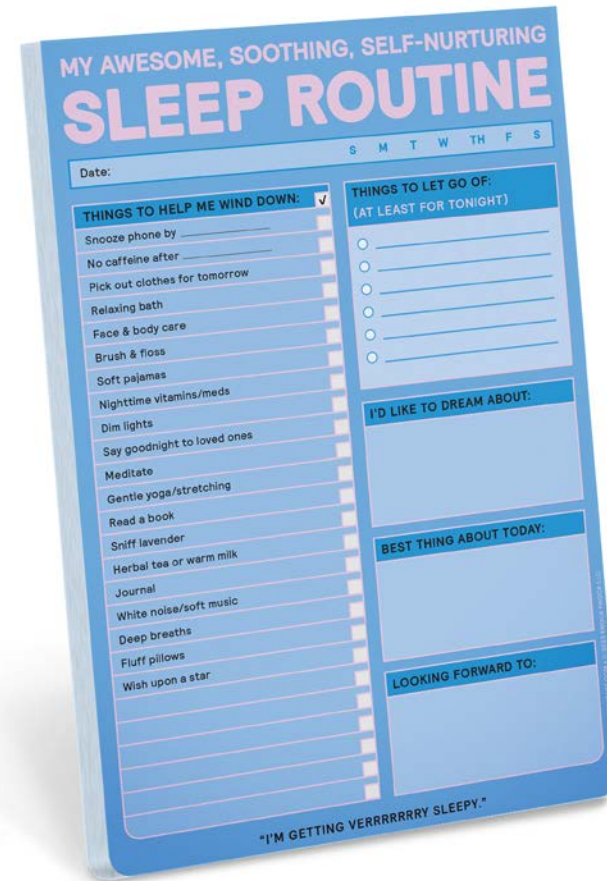 MY AWESOME, SOOTHING, SELF-NURTURING
SLEEP ROUTINE
Date:
S M T W TH F S
THINGS TO HELP ME WIND DOWN: √
Snooze phone by
No caffeine after
Pick out clothes for tomorrow
Relaxing bath
Face & body care
Brush & floss
Soft pajamas
Nighttime vitamins/meds
Dim lights
Say goodnight to loved ones
Meditate
Gentle yoga/stretching
Read a book
Sniff lavender
Herbal tea or warm milk
Journal
White noise/soft music
Deep breaths
Fluff pillows
Wish upon a star
THINGS TO LET GO OF:
(AT LEAST FOR TONIGHT)
I'D LIKE TO DREAM ABOUT:
BEST THING ABOUT TODAY:
LOOKING FORWARD TO:
"I'M GETTING VERRRRRRRY SLEEPY."